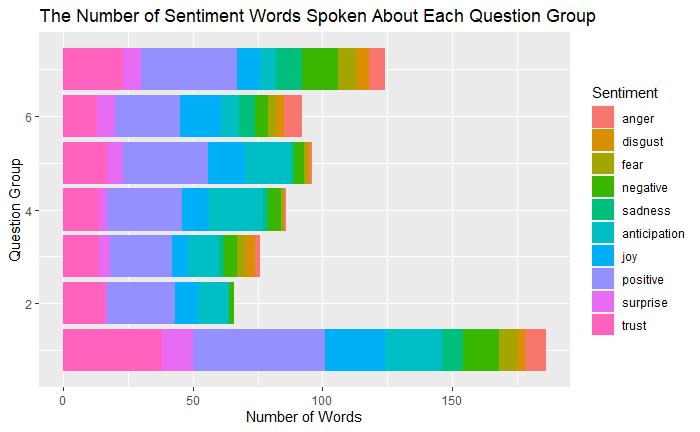 The Number of Sentiment Words Spoken About Each Question Group
Question Group
6
4
2
0
50
100
150
Number of Words
Sentiment
anger
disgust
fear
negative
sadness
anticipation
joy
positive
surprise
trust